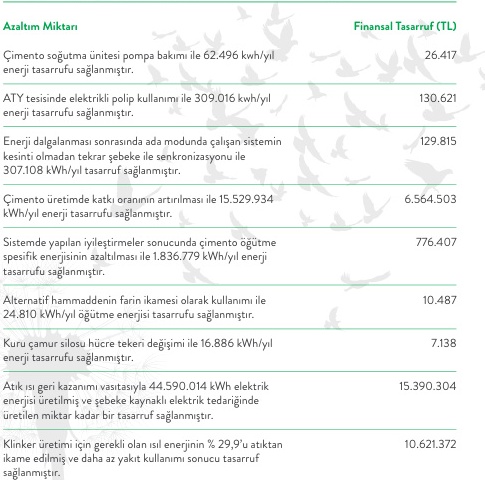 Azaltım Miktarı Finansal Tasarruf (TL)
Çimento soğutma ünitesi pompa bakımı ile 62.496 kwh/yıl 26.417
enerji tasarrufu sağlanmıştır.
ATY tesisinde elektrikli polip kullanımı ile 309.016 kwh/yıl 130.621
enerji tasarrufu sağlanmıştır.
Enerji dalgalanması sonrasında ada modunda çalışan sistemin 129.815
kesinti olmadan tekrar şebeke ile senkronizasyonu ile
307.108 kWh/yıl tasarruf sağlanmıştır.
Çimento üretimde katkı oranının artırılması ile 15.529.934 6.564.503
kWh/yıl enerji tasarrufu sağlanmıştır.
Sistemde yapılan iyileştirmeler sonucunda çimento öğütme 776.407
spesifik enerjisinin azaltılması ile 1.836.779 kWh/yıl enerji
tasarrufu sağlanmıştır.
Alternatif hammaddenin farin ikamesi olarak kullanımı ile 10.487
24.810 kWh/yıl öğütme enerjisi tasarrufu sağlanmıştır.
Kuru çamur silosu hücre tekeri değişimi ile 16.886 kWh/yıl 7.138
enerji tasarrufu sağlanmıştır.
Atık ısı geri kazanımı vasıtasıyla 44.590.014 kWh elektrik 15.390.304
enerjisi üretilmiş ve şebeke kaynaklı elektrik tedariğinde
üretilen miktar kadar bir tasarruf sağlanmıştır.
Klinker üretimi için gerekli olan ısıl enerjinin % 29,9’u atıktan 10.621.372
ikame edilmiş ve daha az yakıt kullanımı sonucu tasarruf
sağlanmıştır.